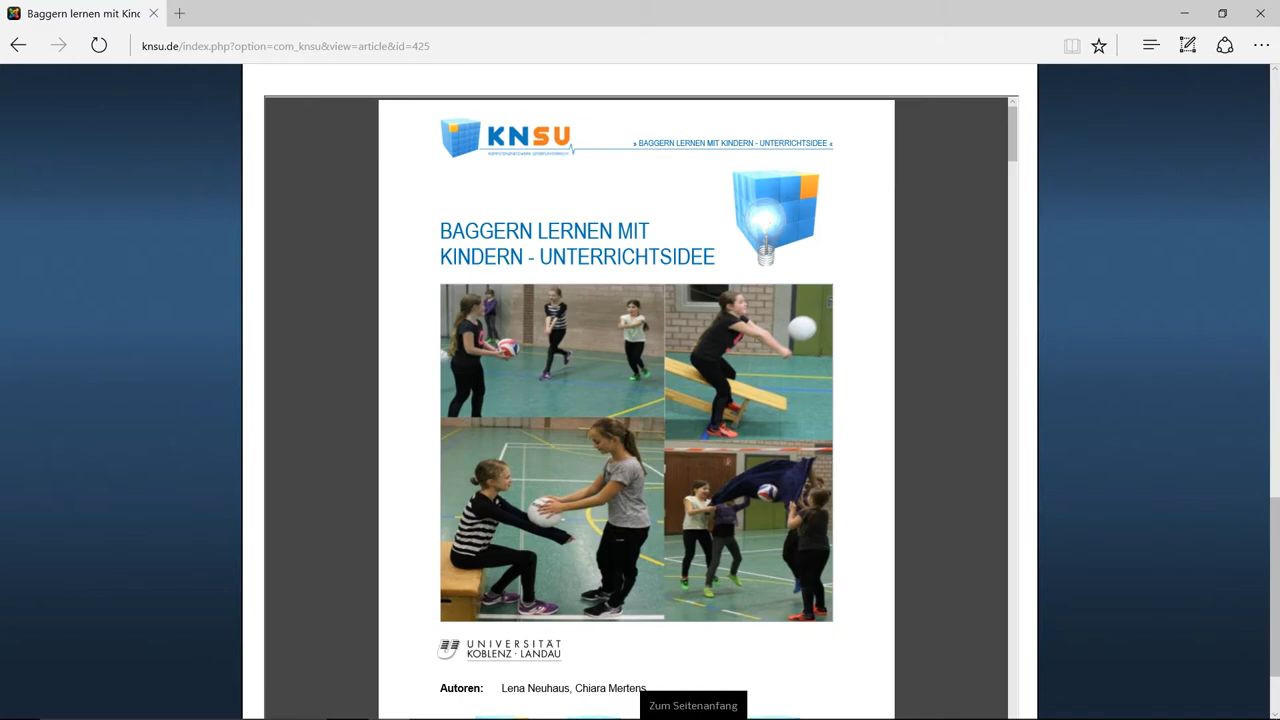 Baggern lernen mit Kind
knsu.de/index.php?option=com_knsu&view=article&id=425
KNSU
» BAGGERN LERNEN MIT KINDERN - UNTERRICHTSIDEE «
BAGGERN LERNEN MIT
KINDERN - UNTERRICHTSIDEE
UNIVERSITÄT
KOBLENZ · LANDAU
Autoren: Lena Neuhaus, Chiara Mertens
Zum Seitenanfang